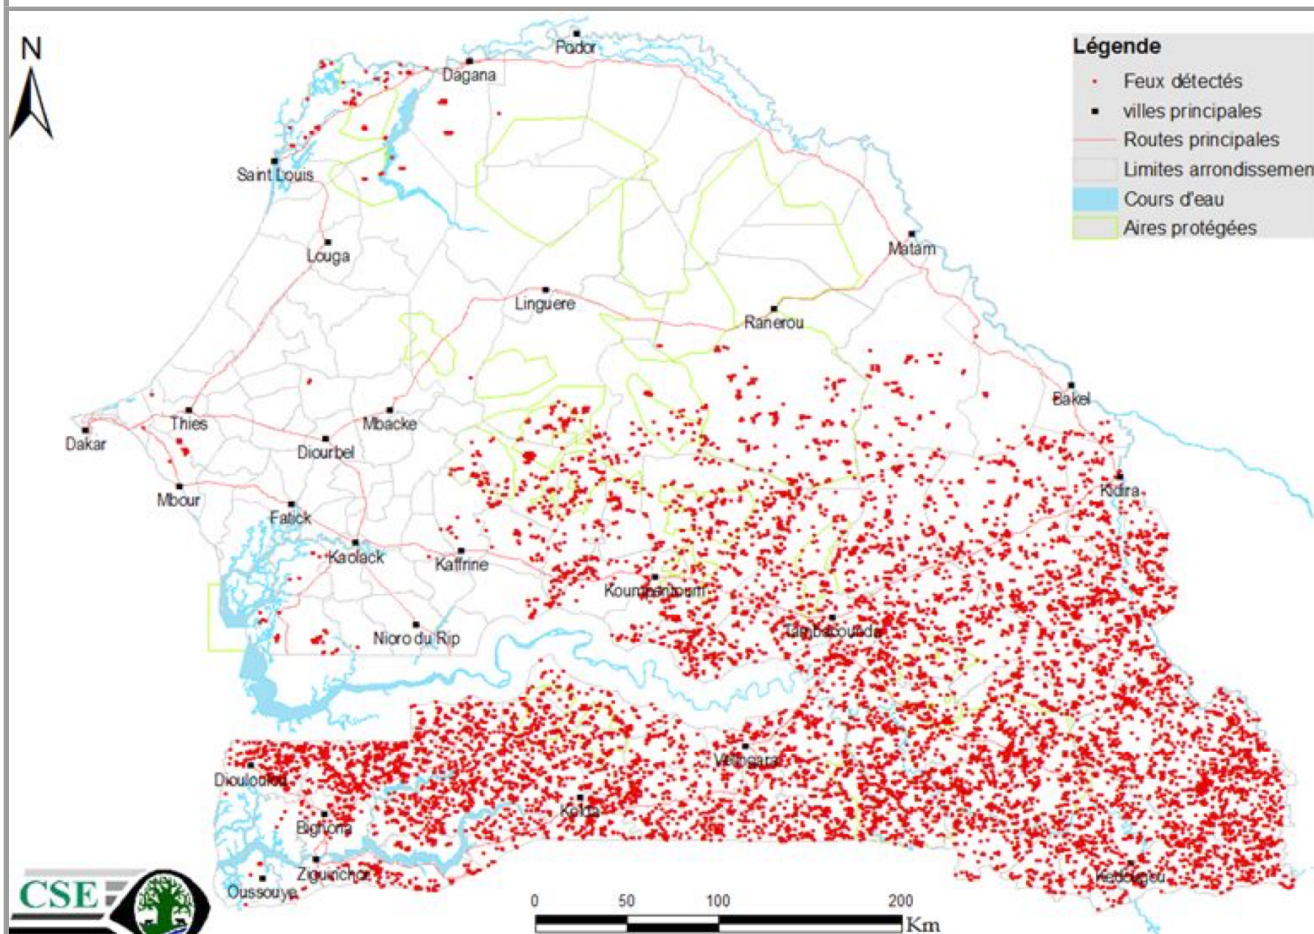 N
Podor
Dagana
Légende
Feux détectés
villes principales
Routes principales
Limites arrondissemen
Cours d'eau
Aires protégées
Saint Louis
Louga
Matam
Linguere
Ranerou
Thies
Mbacke
Bakel
Dakar
Diourbel
Mbour
Kidira
Fatick
Kaolack
Kaffrine
Koumpentoum
Nioro du Rip
Tambacounda
Diouloulou
Velingara
Bignona
Kolda
Ziguinchor
Kedougou
Oussouye
CSE
0 50 100 200
Km